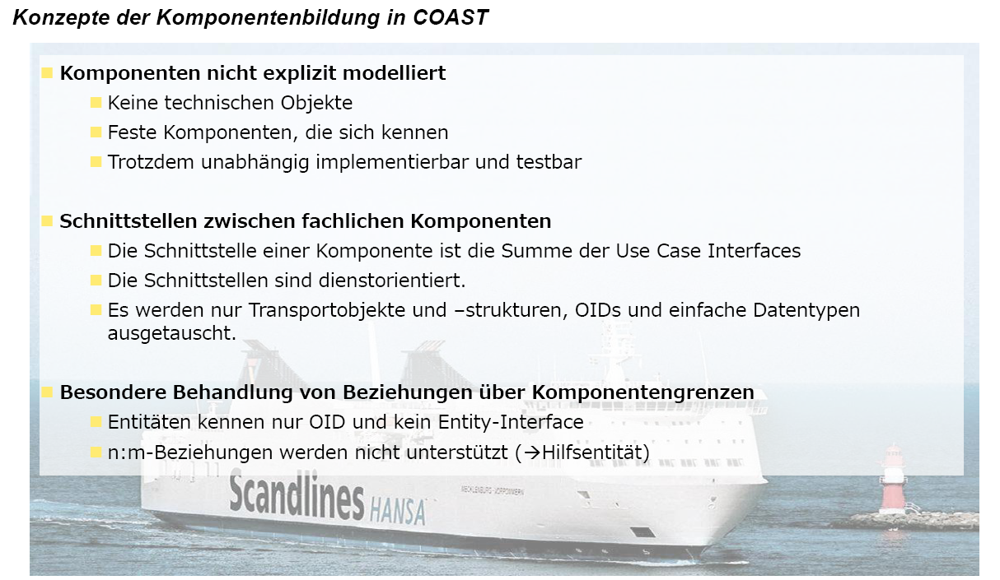 Konzepte der Komponentenbildung in COAST
Komponenten nicht explizit modelliert
Keine technischen Objekte
Feste Komponenten, die sich kennen
Trotzdem unabhängig implementierbar und testbar
Schnittstellen zwischen fachlichen Komponenten
Die Schnittstelle einer Komponente ist die Summe der Use Case Interfaces
Die Schnittstellen sind dienstorientiert.
Es werden nur Transportobjekte und –strukturen, OIDs und einfache Datentypen
ausgetauscht.
Besondere Behandlung von Beziehungen über Komponentengrenzen
Entitäten kennen nur OID und kein Entity-Interface
n:m-Beziehungen werden nicht unterstützt (→Hilfsentität)
Scandlines HANSA
MECKLENBURG-VORPOMMERN